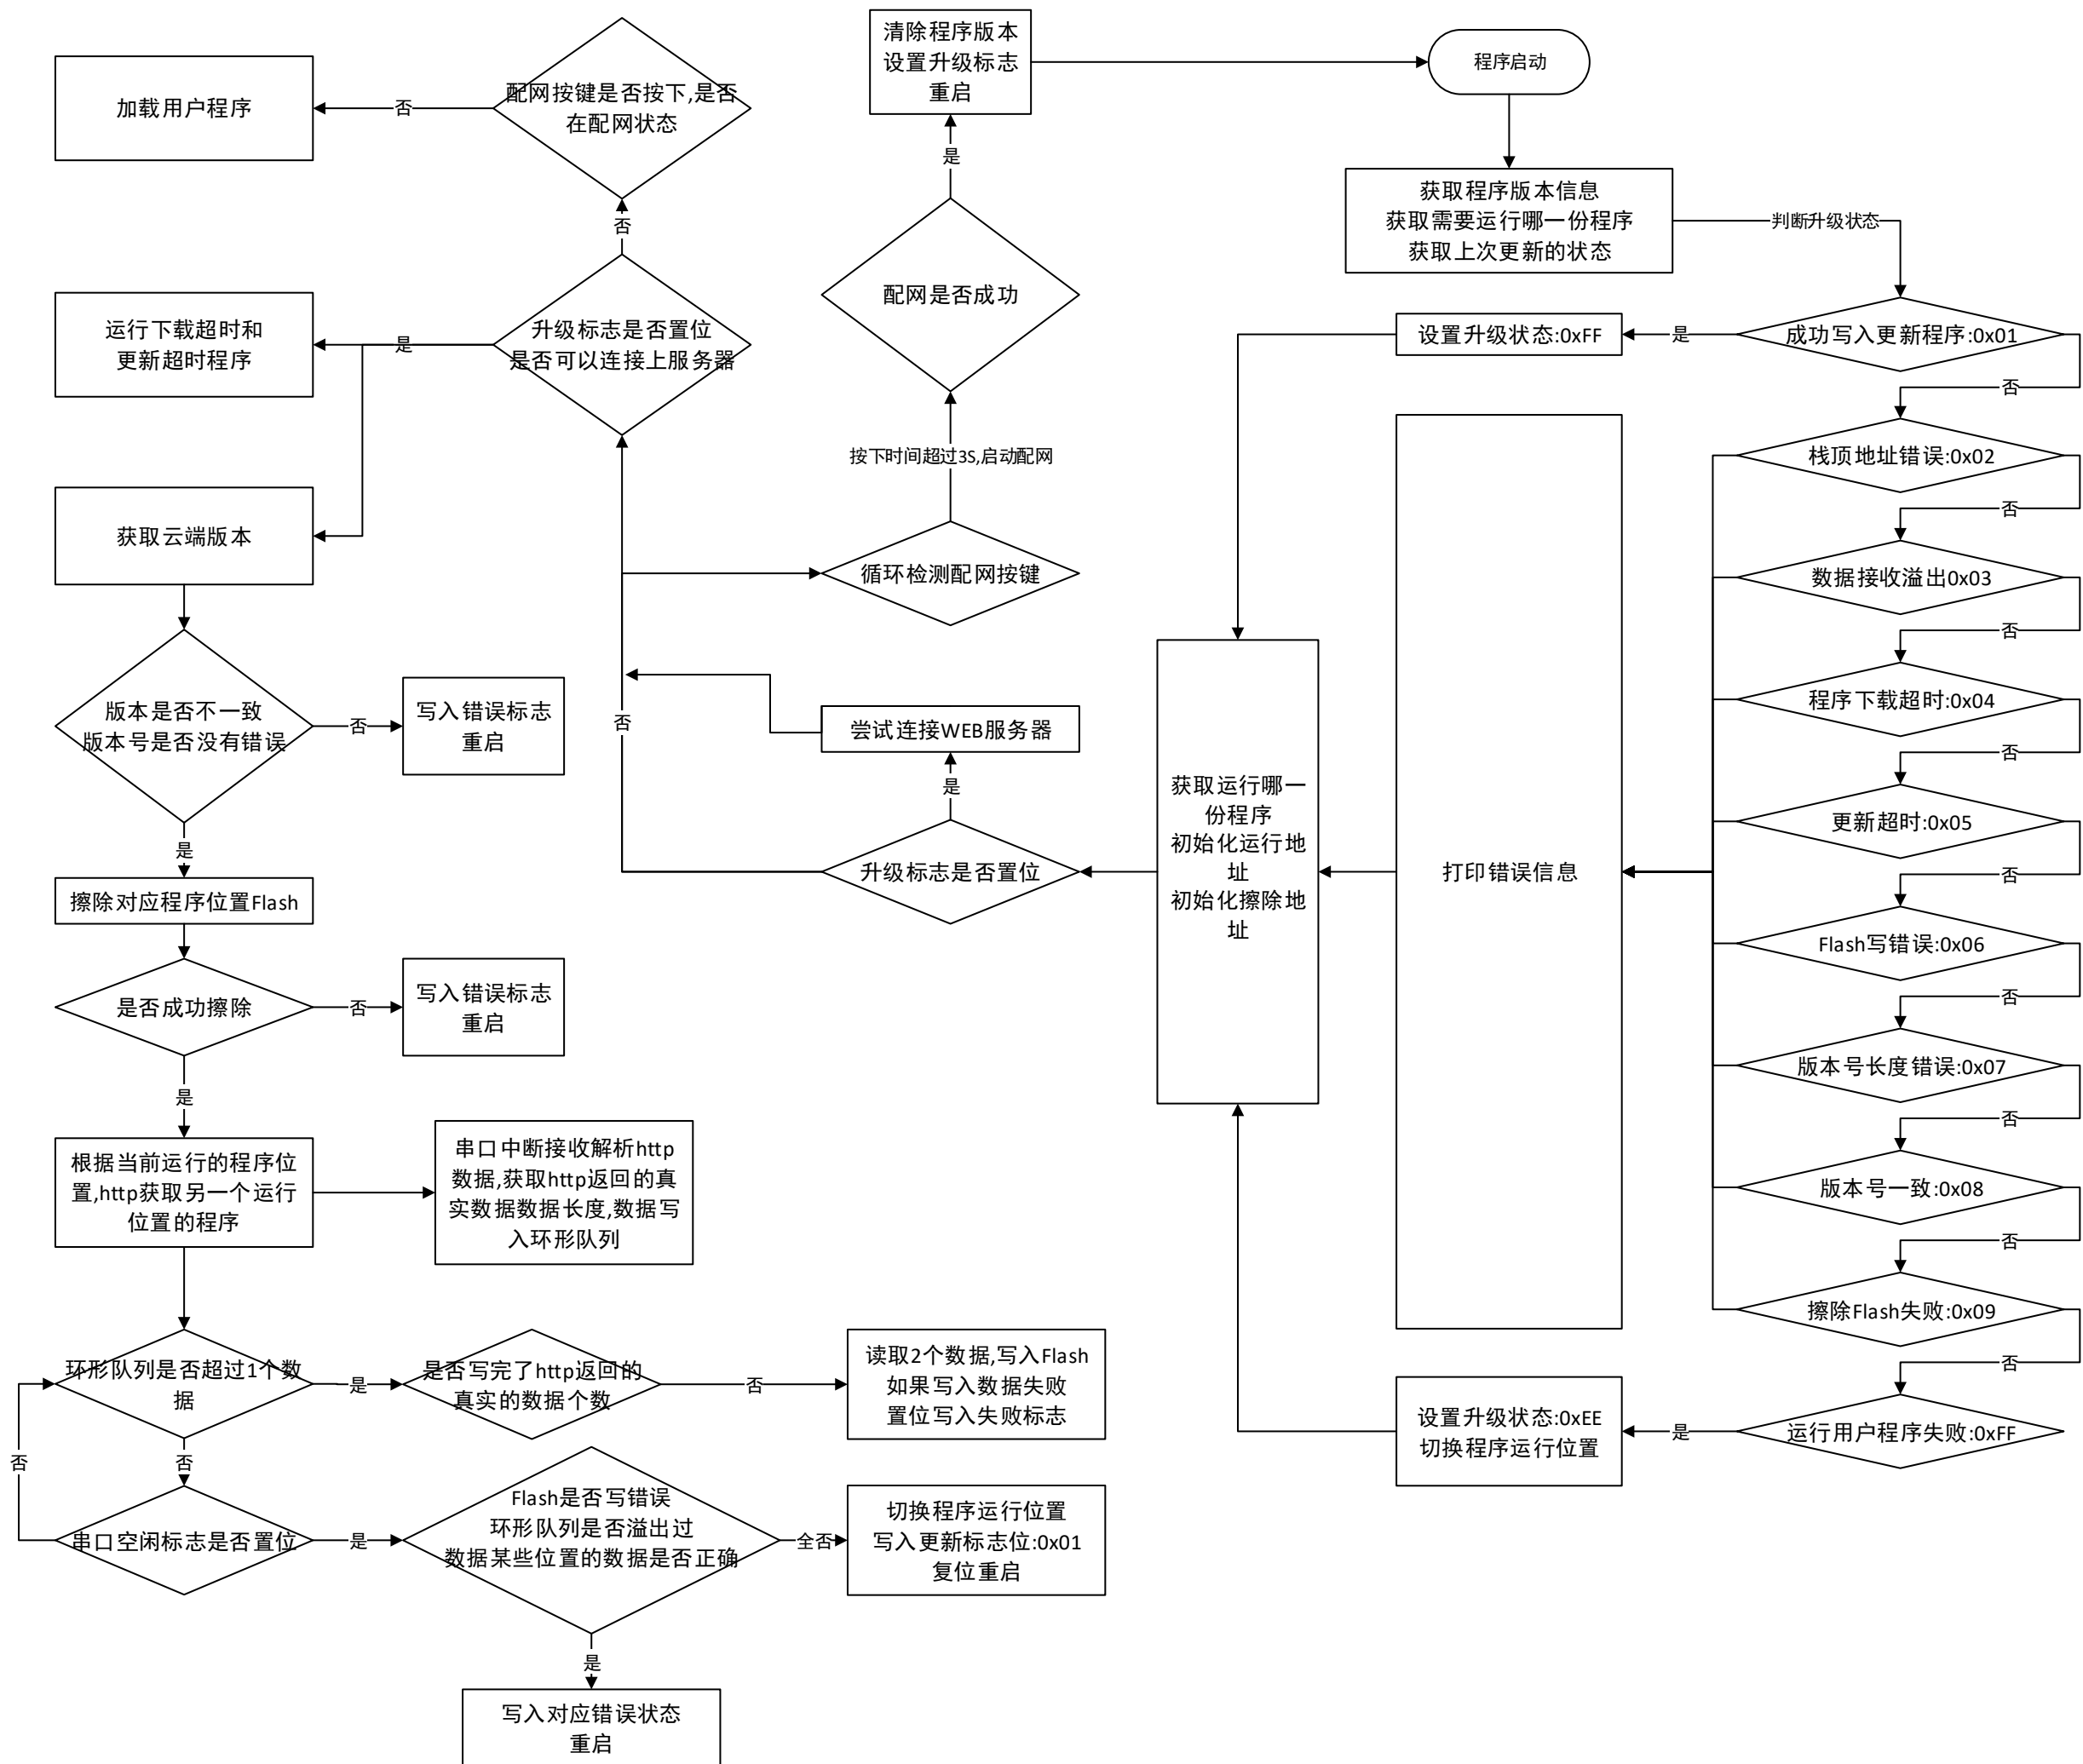 清除程序版本
设置升级标志
重启
程序启动
加载用户程序
否
配网按键是否按下,是否
在配网状态
是
获取程序版本信息
获取需要运行哪一份程序
获取上次更新的状态
判断升级状态
否
配网是否成功
运行下载超时和
更新超时程序
是
升级标志是否置位
是否可以连接上服务器
设置升级状态:0xFF
是
成功写入更新程序:0x01
否
按下时间超过3S,启动配网
栈顶地址错误:0x02
否
获取云端版本
循环检测配网按键
数据接收溢出0x03
否
版本是否不一致
版本号是否没有错误
否
写入错误标志
重启
否
尝试连接WEB服务器
是
程序下载超时:0x04
否
更新超时:0x05
否
是
擦除对应程序位置Flash
升级标志是否置位
获取运行哪一
份程序
初始化运行地
址
初始化擦除地
址
打印错误信息
Flash写错误:0x06
否
是否成功擦除
否
写入错误标志
重启
版本号长度错误:0x07
否
是
根据当前运行的程序位
置,http获取另一个运行
位置的程序
串口中断接收解析http
数据,获取http返回的真
实数据数据长度,数据写
入环形队列
版本号一致:0x08
否
擦除Flash失败:0x09
否
环形队列是否超过1个数
据
是
是否写完了http返回的
真实的数据个数
否
读取2个数据,写入Flash
如果写入数据失败
置位写入失败标志
设置升级状态:0xEE
切换程序运行位置
是
运行用户程序失败:0xFF
否
否
串口空闲标志是否置位
是
Flash是否写错误
环形队列是否溢出过
数据某些位置的数据是否正确
全否
切换程序运行位置
写入更新标志位:0x01
复位重启
是
写入对应错误状态
重启